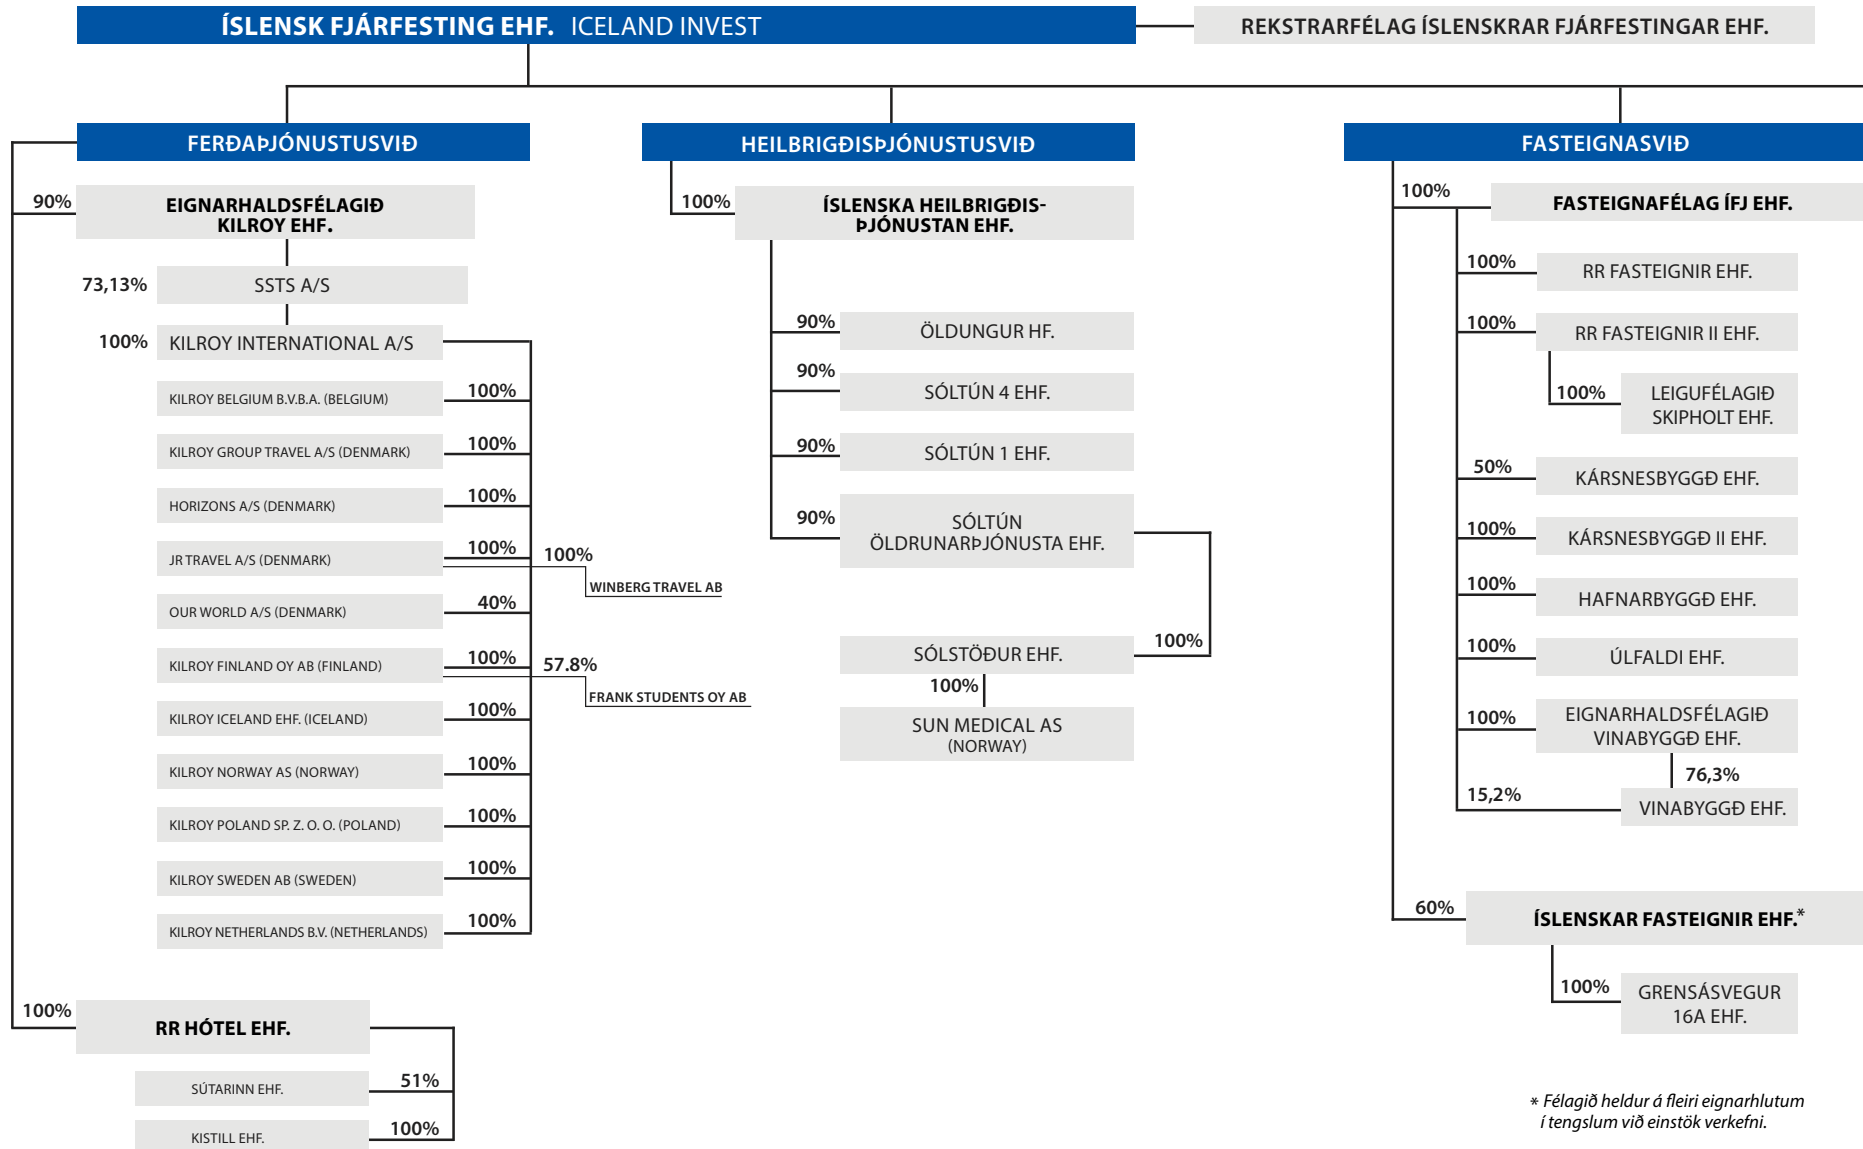 ÍSLENSK FJÁRFESTING EHF. ICELAND INVEST
REKSTRARFÉLAG ÍSLENSKRAR FJÁRFESTINGAR EHF.
FERÐAÞJÓNUSTUSVIÐ
90%
EIGNARHALDSFÉLAGIÐ
KILROY EHF.
73,13%
SSTS A/S
100%
KILROY INTERNATIONAL A/S
KILROY BELGIUM B.V.B.A. (BELGIUM)
100%
KILROY GROUP TRAVEL A/S (DENMARK)
100%
HORIZONS A/S (DENMARK)
100%
JR TRAVEL A/S (DENMARK)
100%
100%
WINBERG TRAVEL AB
OUR WORLD A/S (DENMARK)
40%
KILROY FINLAND OY AB (FINLAND)
100%
57.8%
FRANK STUDENTS OY AB
KILROY ICELAND EHF. (ICELAND)
100%
KILROY NORWAY AS (NORWAY)
100%
KILROY POLAND SP. Z. O. O. (POLAND)
100%
KILROY SWEDEN AB (SWEDEN)
100%
KILROY NETHERLANDS B.V. (NETHERLANDS)
100%
100%
RR HÓTEL EHF.
SÚTARINN EHF.
51%
KISTILL EHF.
100%
HEILBRIGÐISÞJÓNUSTUSVIÐ
100%
ÍSLENSKA HEILBRIGÐIS-
ÞJÓNUSTAN EHF.
90%
ÖLDUNGUR HF.
90%
SÓLTÚN 4 EHF.
90%
SÓLTÚN 1 EHF.
90%
SÓLTÚN
ÖLDRUNARÞJÓNUSTA EHF.
SÓLSTÖÐUR EHF.
100%
100%
SUN MEDICAL AS
(NORWAY)
FASTEIGNASVIÐ
100%
FASTEIGNAFÉLAG ÍFJ EHF.
100%
RR FASTEIGNIR EHF.
100%
RR FASTEIGNIR II EHF.
100%
LEIGUFÉLAGIÐ
SKIPHOLT EHF.
50%
KÁRSNESBYGGÐ EHF.
100%
KÁRSNESBYGGÐ II EHF.
100%
HAFNARBYGGÐ EHF.
100%
ÚLFALDI EHF.
100%
EIGNARHALDSFÉLAGIÐ
VINABYGGÐ EHF.
76,3%
15,2%
VINABYGGÐ EHF.
60%
ÍSLENSKAR FASTEIGNIR EHF.*
100%
GRENSÁSVEGUR
16A EHF.
* Félagið heldur á fleiri eignarhlutum
í tengslum við einstök verkefni.